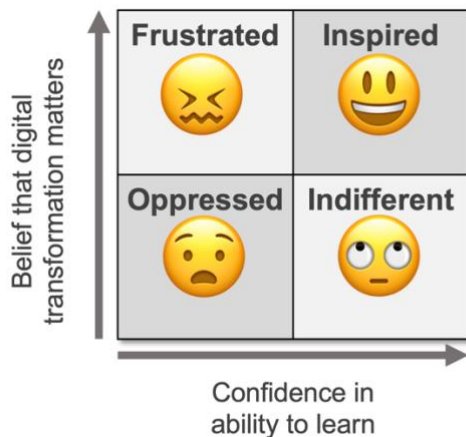 Frustrated
Inspired
Oppressed
Indifferent
Belief that digital
transformation matters
Confidence in
ability to learn